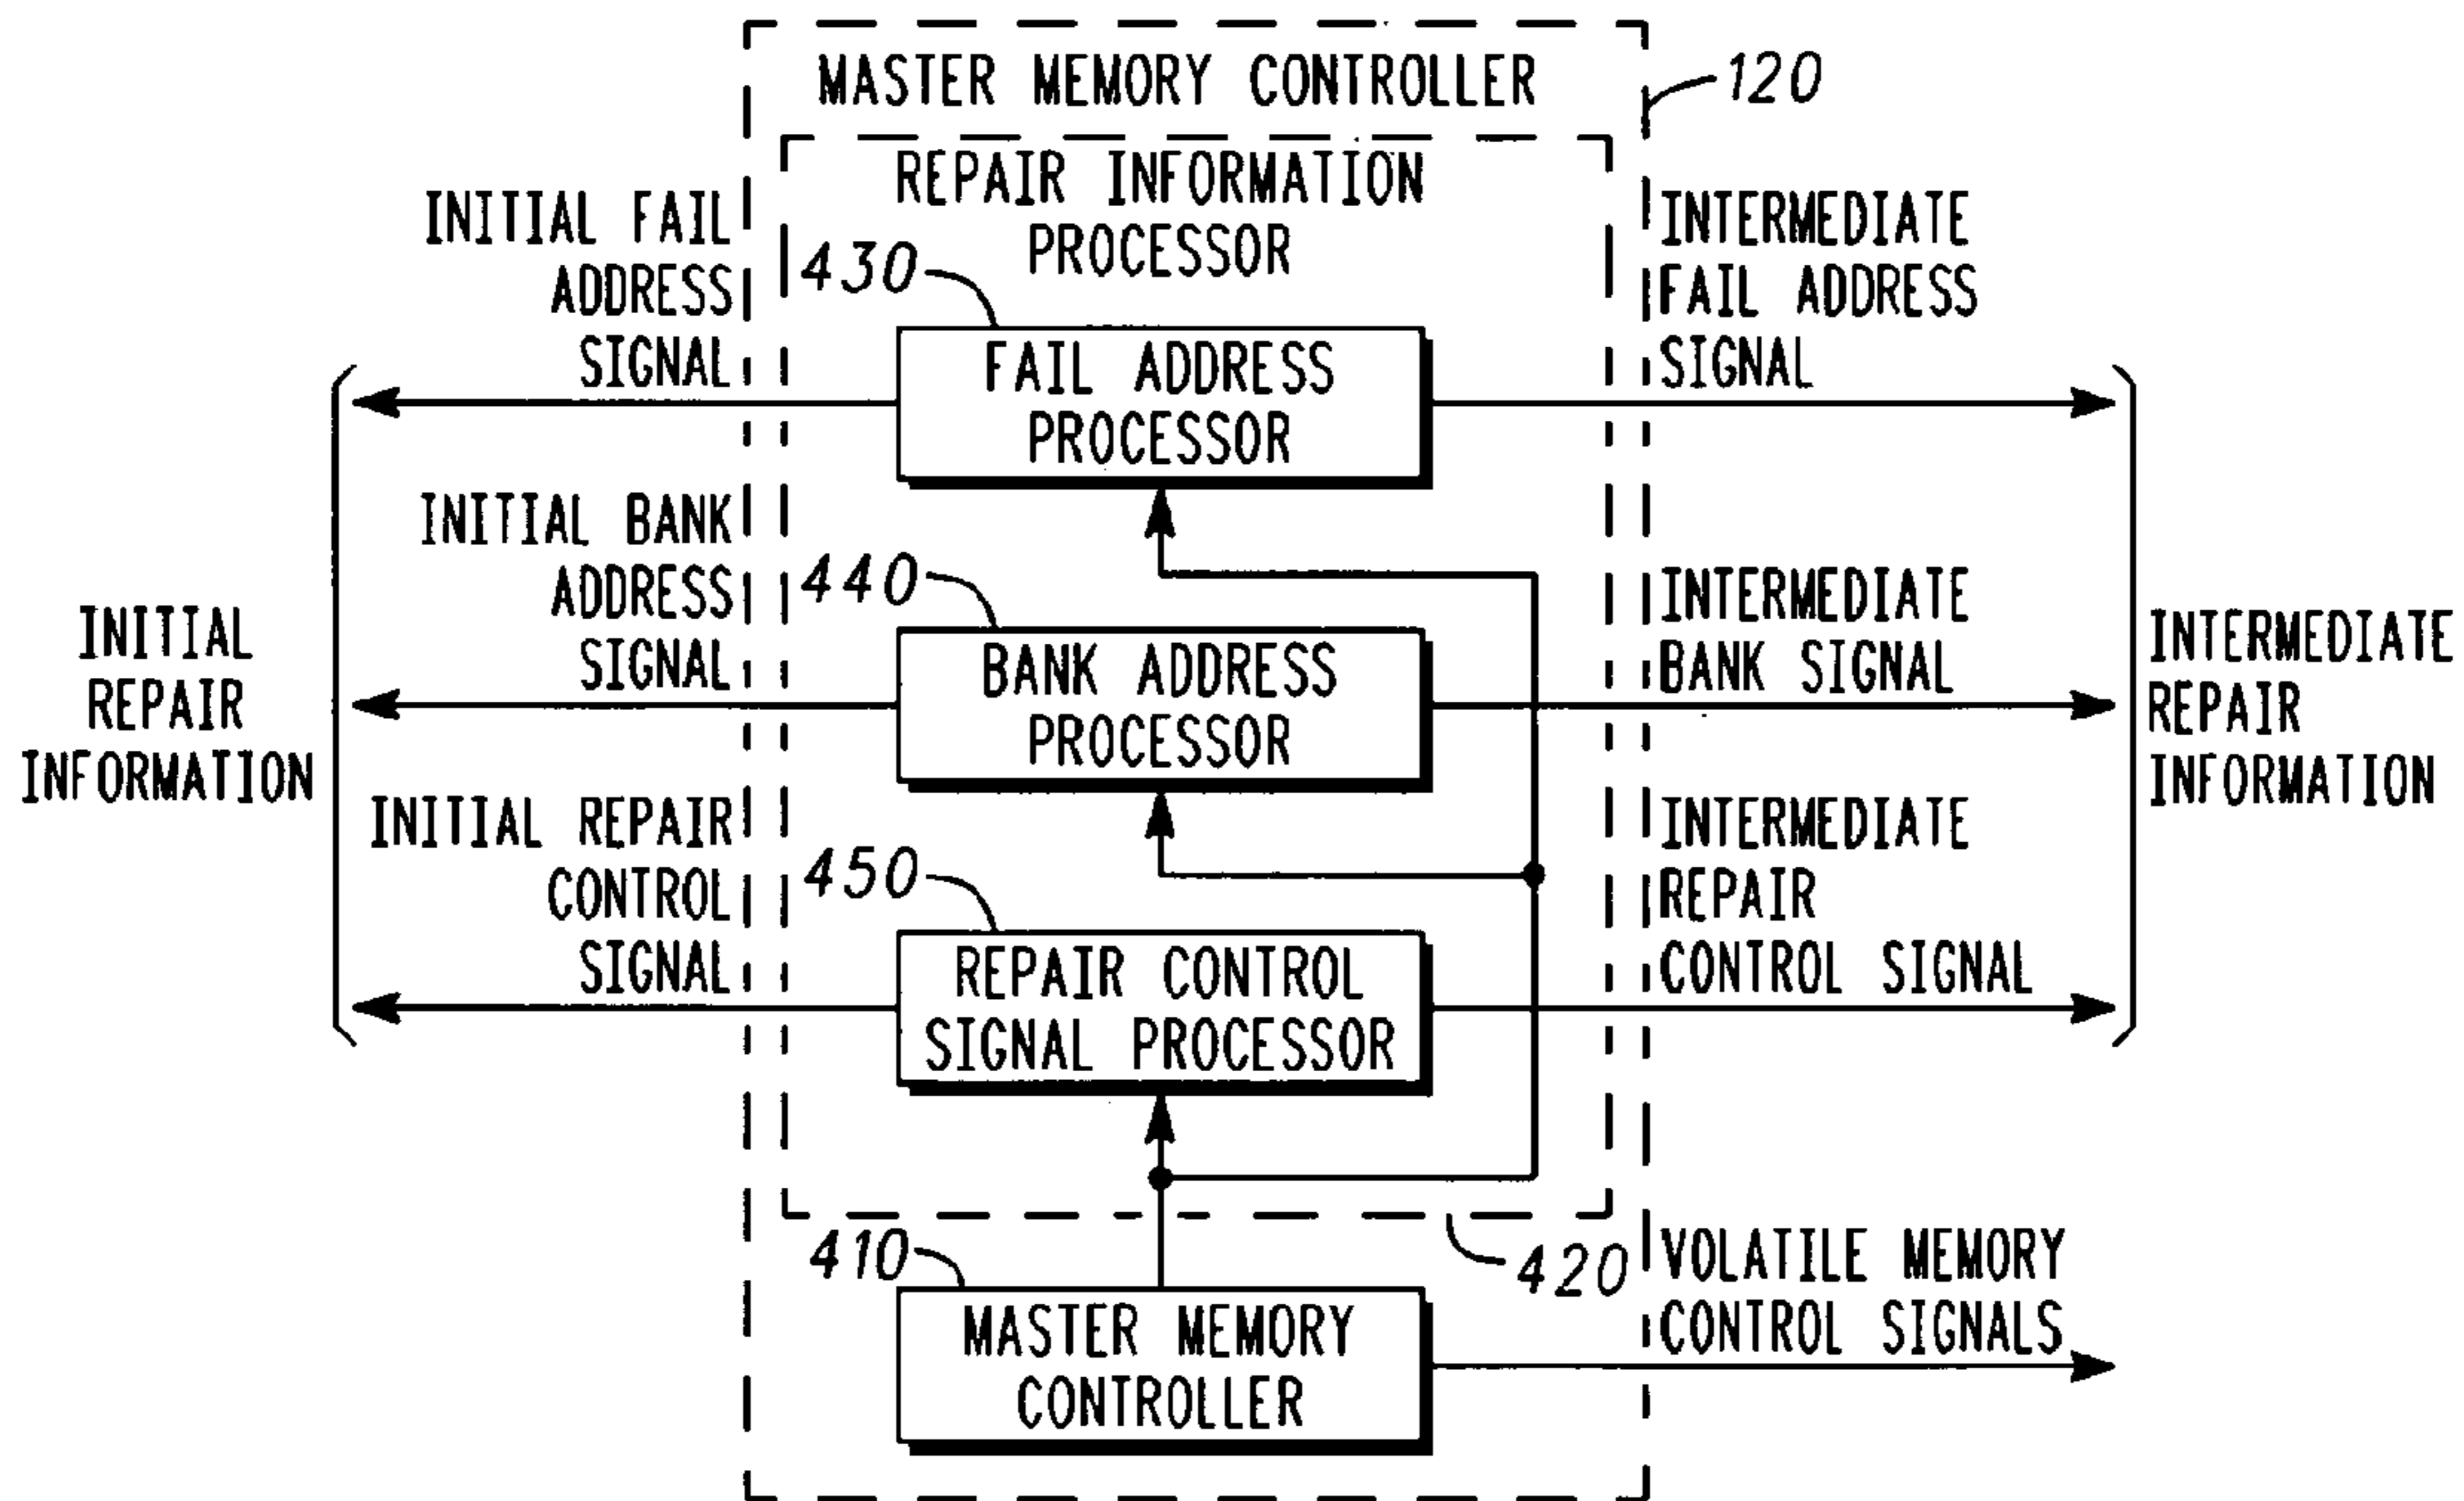 MASTER MEMORY CONTROLLER
120
REPAIR INFORMATION
PROCESSOR
INITIAL FAIL
ADDRESS
SIGNAL
430
FAIL ADDRESS
PROCESSOR
INTERMEDIATE
FAIL ADDRESS
SIGNAL
INITIAL BANK
ADDRESS
SIGNAL
440
BANK ADDRESS
PROCESSOR
INTERMEDIATE
BANK SIGNAL
INITIAL
REPAIR
INFORMATION
INTERMEDIATE
REPAIR
INFORMATION
INITIAL REPAIR
CONTROL
SIGNAL
450
REPAIR CONTROL
SIGNAL PROCESSOR
INTERMEDIATE
REPAIR
CONTROL SIGNAL
410
420
MASTER MEMORY
CONTROLLER
VOLATILE MEMORY
CONTROL SIGNALS